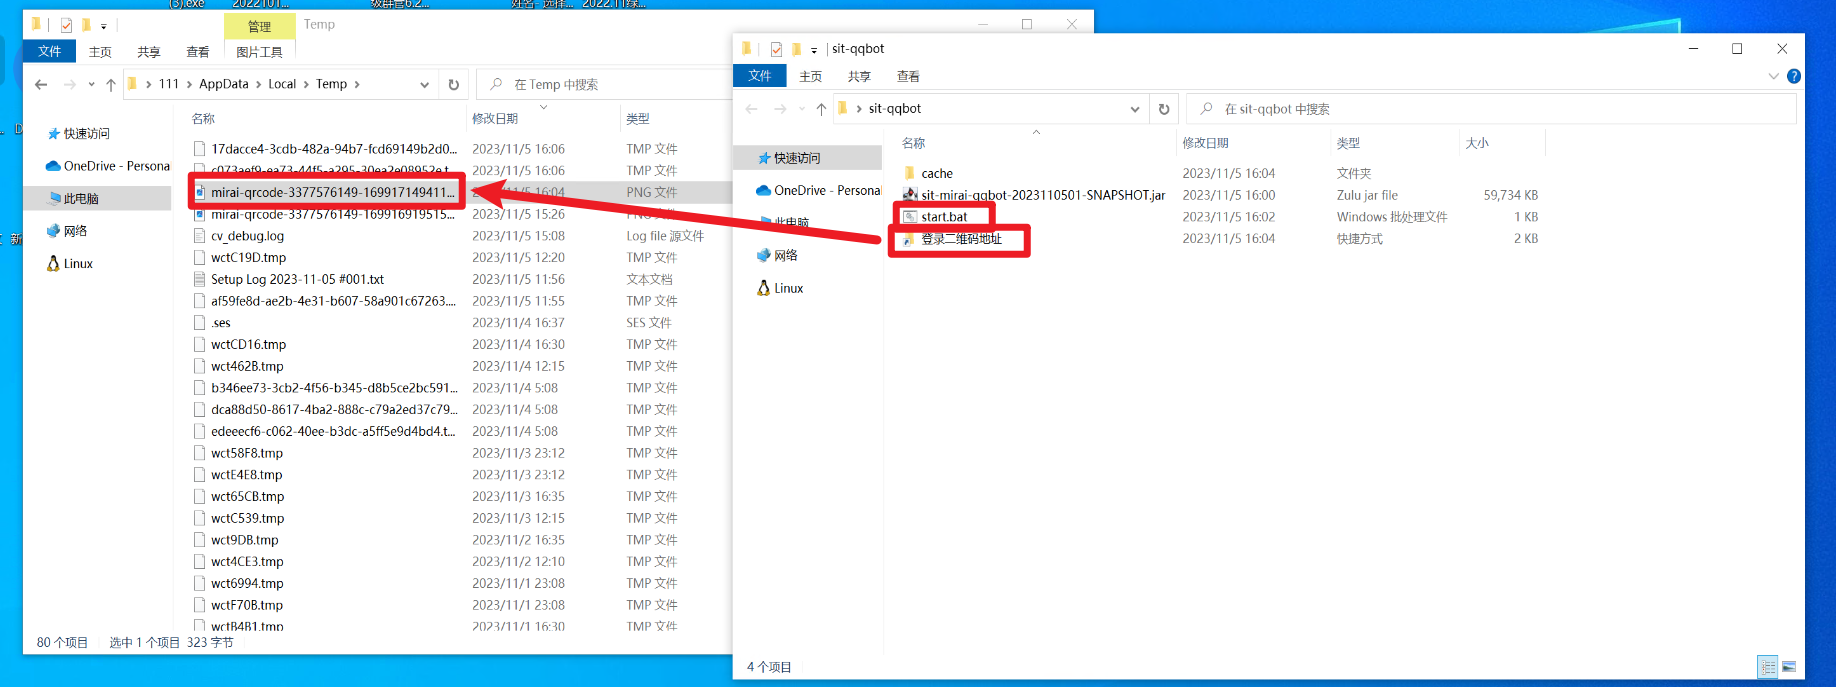 (3).exe 2022101... 级群管6.2... 姓名- 选择... 2022.11绿...
管理 Temp
文件 主页 共享 查看 图片工具
111 AppData Local Temp
在 Temp 中搜索
名称 修改日期 类型
快速访问
OneDrive - Persona
此电脑
网络
Linux
17dacce4-3cdb-482a-94b7-fcd69149b2d0... 2023/11/5 16:06 TMP 文件
c073aef9-ea73-44f5-a295-30ea2e08952e.t... 2023/11/5 16:06 TMP 文件
mirai-qrcode-3377576149-169917149411... 2023/11/5 16:04 PNG 文件
mirai-qrcode-3377576149-169916919515... 2023/11/5 15:26 PNG 文件
cv_debug.log 2023/11/5 15:08 Log file 源文件
wctC19D.tmp 2023/11/5 12:20 TMP 文件
Setup Log 2023-11-05 #001.txt 2023/11/5 11:56 文本文档
af59fe8d-ae2b-4e31-b607-58a901c67263.... 2023/11/5 11:55 TMP 文件
.ses 2023/11/4 16:37 SES 文件
wctCD16.tmp 2023/11/4 16:30 TMP 文件
wct462B.tmp 2023/11/4 12:15 TMP 文件
b346ee73-3cb2-4f56-b345-d8b5ce2bc591... 2023/11/4 5:08 TMP 文件
dca88d50-8617-4ba2-888c-c79a2ed37c79... 2023/11/4 5:08 TMP 文件
edeeecf6-c062-40ee-b3dc-a5ff5e9d4bd4.t... 2023/11/4 5:08 TMP 文件
wct58F8.tmp 2023/11/3 23:12 TMP 文件
wctE4E8.tmp 2023/11/3 23:12 TMP 文件
wct65CB.tmp 2023/11/3 16:35 TMP 文件
wctC539.tmp 2023/11/3 12:15 TMP 文件
wct9DB.tmp 2023/11/2 16:35 TMP 文件
wct4CE3.tmp 2023/11/2 12:10 TMP 文件
wct6994.tmp 2023/11/1 23:08 TMP 文件
wctF70B.tmp 2023/11/1 23:08 TMP 文件
wctB4B1.tmp 2023/11/1 16:30 TMP 文件
80 个项目 选中 1 个项目 323 字节
sit-qqbot
文件 主页 共享 查看
sit-qqbot
在 sit-qqbot 中搜索
名称 修改日期 类型 大小
快速访问
OneDrive - Persona
此电脑
网络
Linux
cache 2023/11/5 16:04 文件夹
sit-mirai-qqbot-2023110501-SNAPSHOT.jar 2023/11/5 16:00 Zulu jar file 59,734 KB
start.bat 2023/11/5 16:02 Windows 批处理文件 1 KB
登录二维码地址 2023/11/5 16:04 快捷方式 2 KB
4 个项目